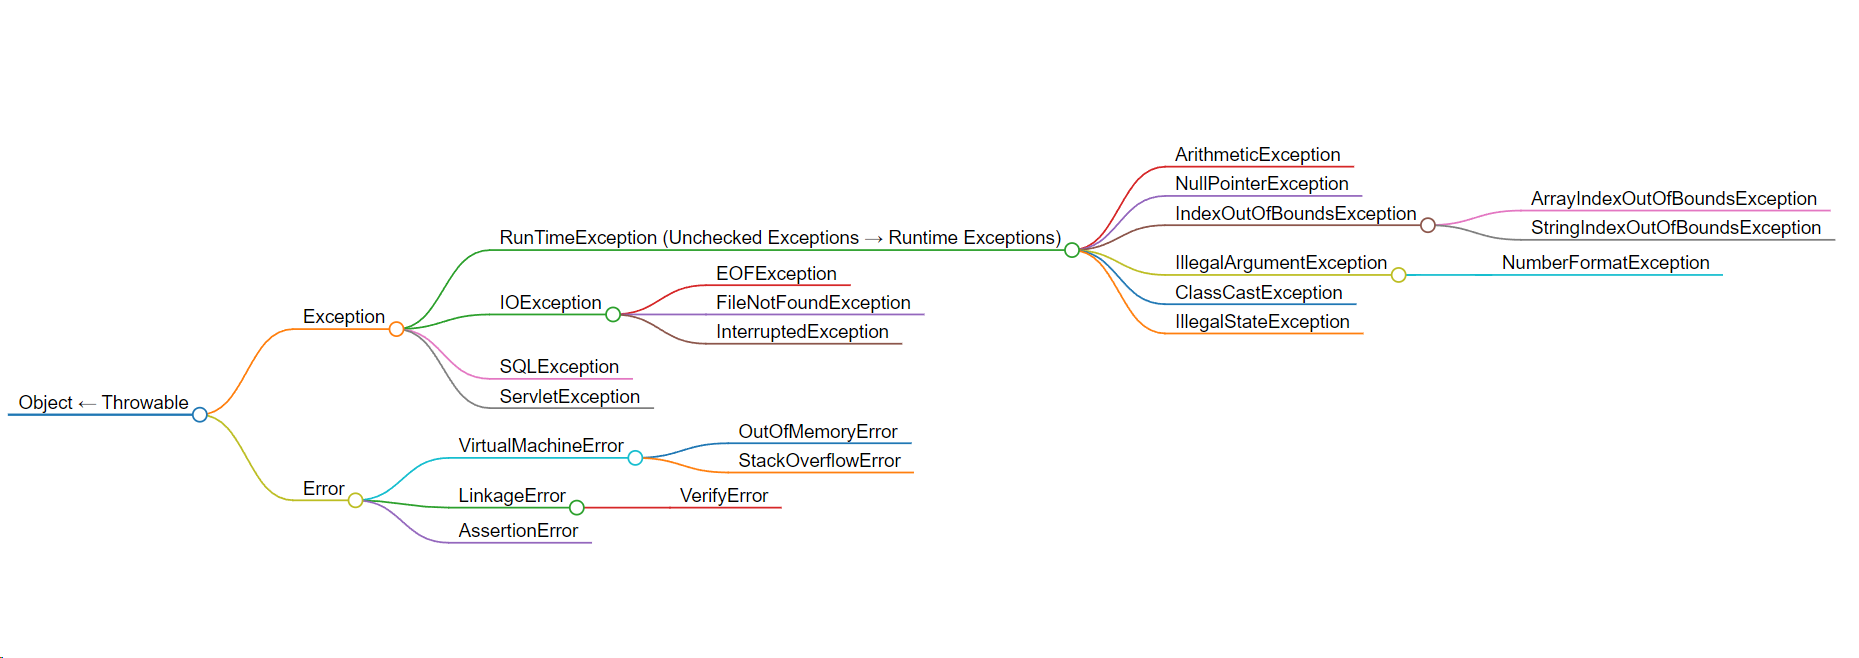 Object ← Throwable
Exception
RunTimeException (Unchecked Exceptions → Runtime Exceptions)
ArithmeticException
NullPointerException
IndexOutOfBoundsException
ArrayIndexOutOfBoundsException
StringIndexOutOfBoundsException
IllegalArgumentException
NumberFormatException
ClassCastException
IllegalStateException
IOException
EOFException
FileNotFoundException
InterruptedException
SQLException
ServletException
Error
VirtualMachineError
OutOfMemoryError
StackOverflowError
LinkageError
VerifyError
AssertionError